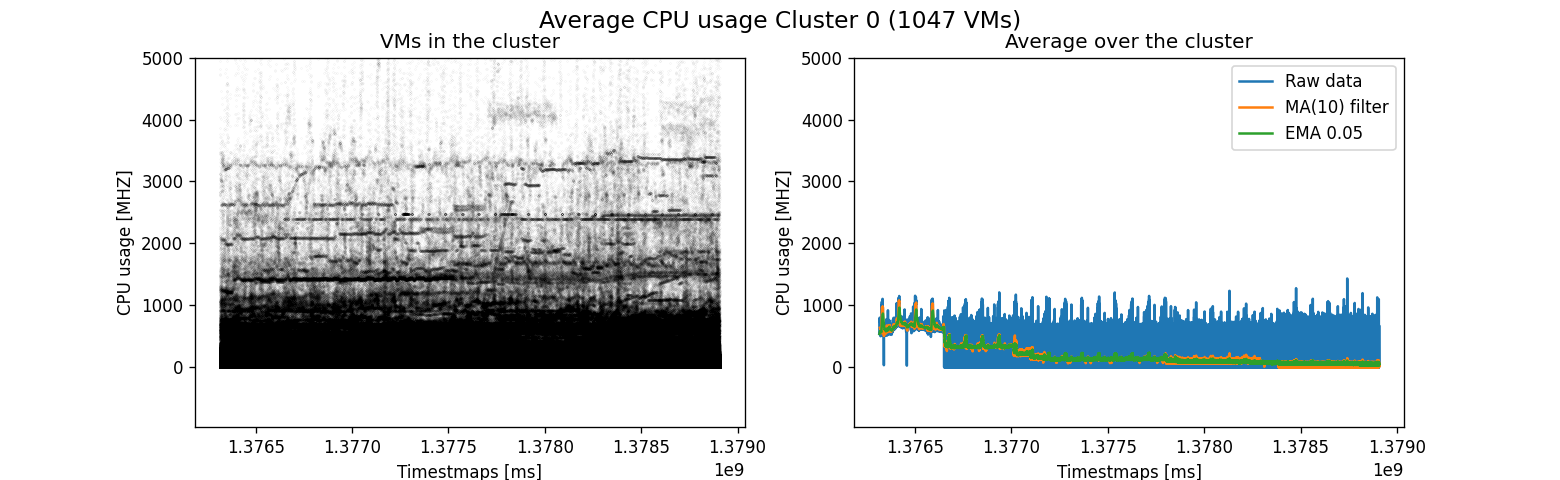 Average CPU usage Cluster 0 (1047 VMs)
VMs in the cluster
CPU usage [MHZ]
5000
4000
3000
2000
1000
0
1.3765 1.3770 1.3775 1.3780 1.3785 1.3790
1e9
Timestmaps [ms]
Average over the cluster
CPU usage [MHZ]
5000
4000
3000
2000
1000
0
Raw data
MA(10) filter
EMA 0.05
1.3765 1.3770 1.3775 1.3780 1.3785 1.3790
1e9
Timestmaps [ms]